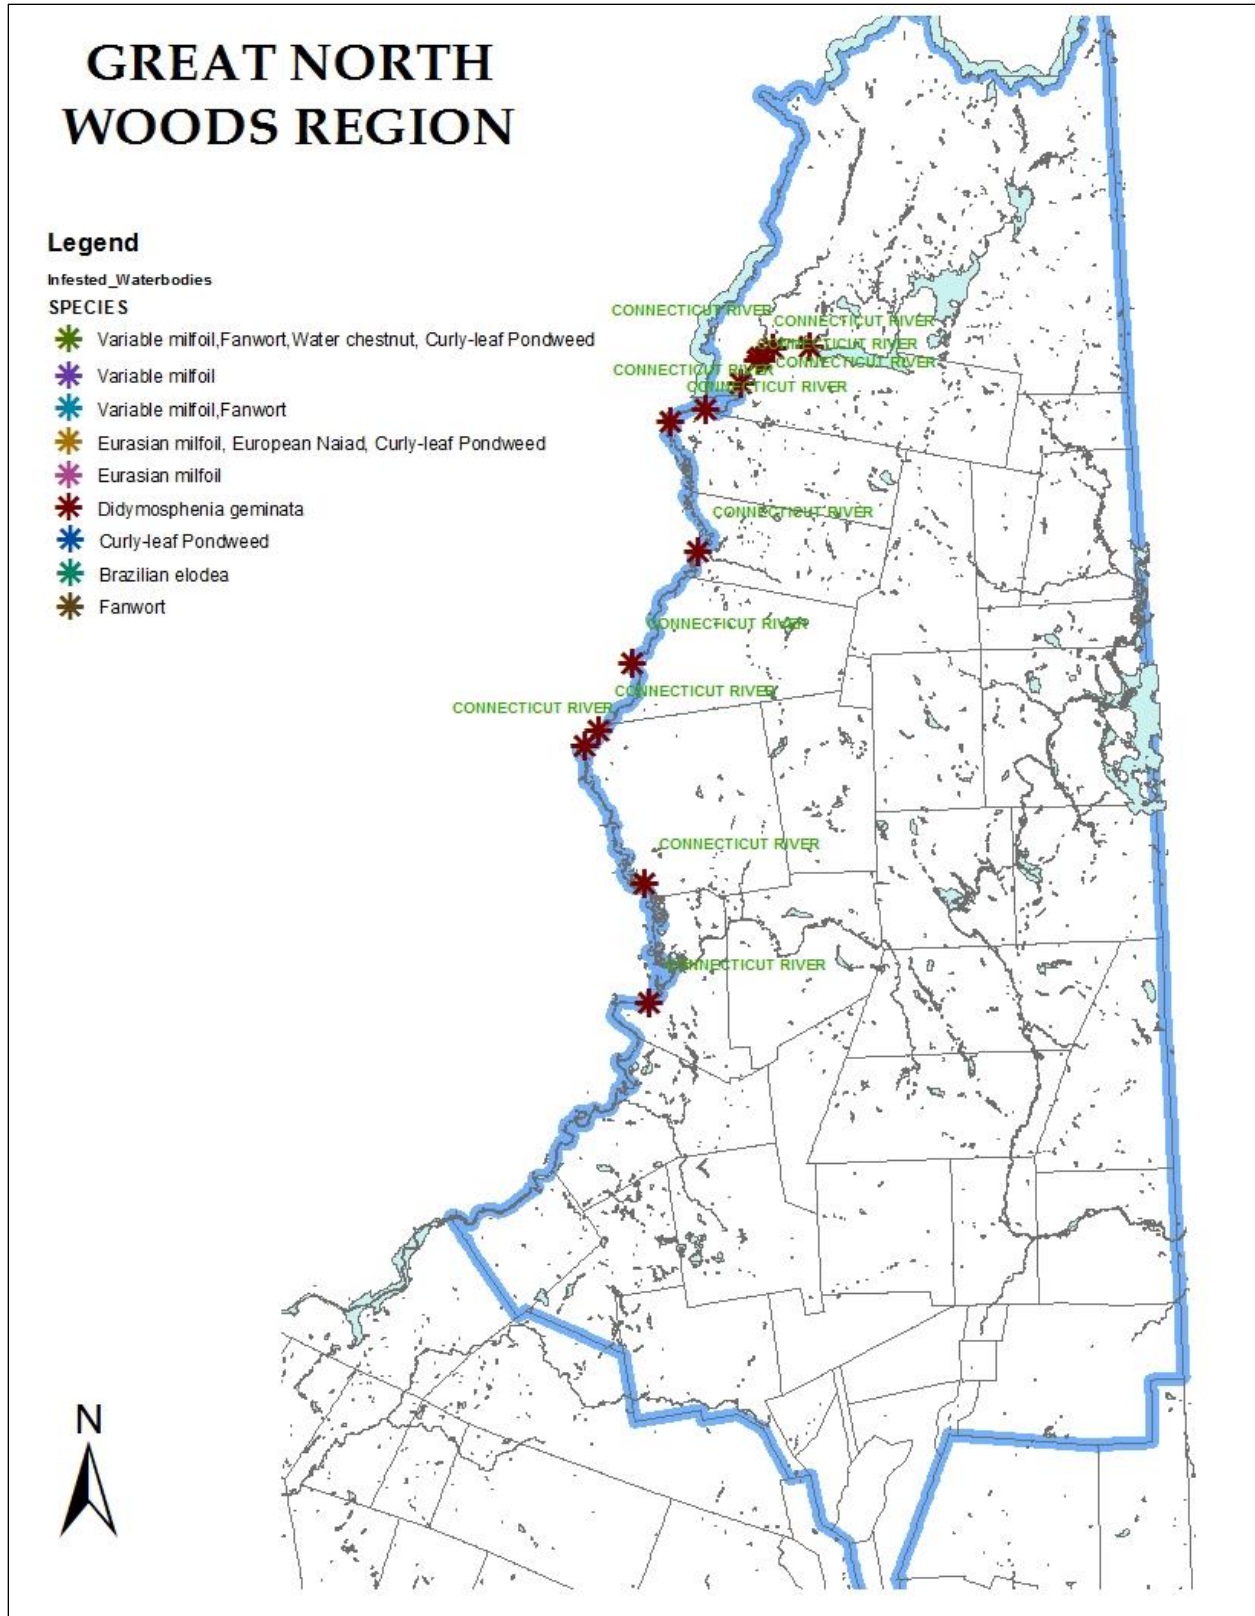 GREAT NORTH
WOODS REGION
Legend
Infested_Waterbodies
SPECIES
Variable milfoil,Fanwort,Water chestnut, Curly-leaf Pondweed
Variable milfoil
Variable milfoil,Fanwort
Eurasian milfoil, European Naiad, Curly-leaf Pondweed
Eurasian milfoil
Didymosphenia geminata
Curly-leaf Pondweed
Brazilian elodea
Fanwort
CONNECTICUT RIVER
CONNECTICUT RIVER
CONNECTICUT RIVER
CONNECTICUT RIVER
CONNECTICUT RIVER
CONNECTICUT RIVER
CONNECTICUT RIVER
CONNECTICUT RIVER
CONNECTICUT RIVER
CONNECTICUT RIVER
CONNECTICUT RIVER
CONNECTICUT RIVER
N